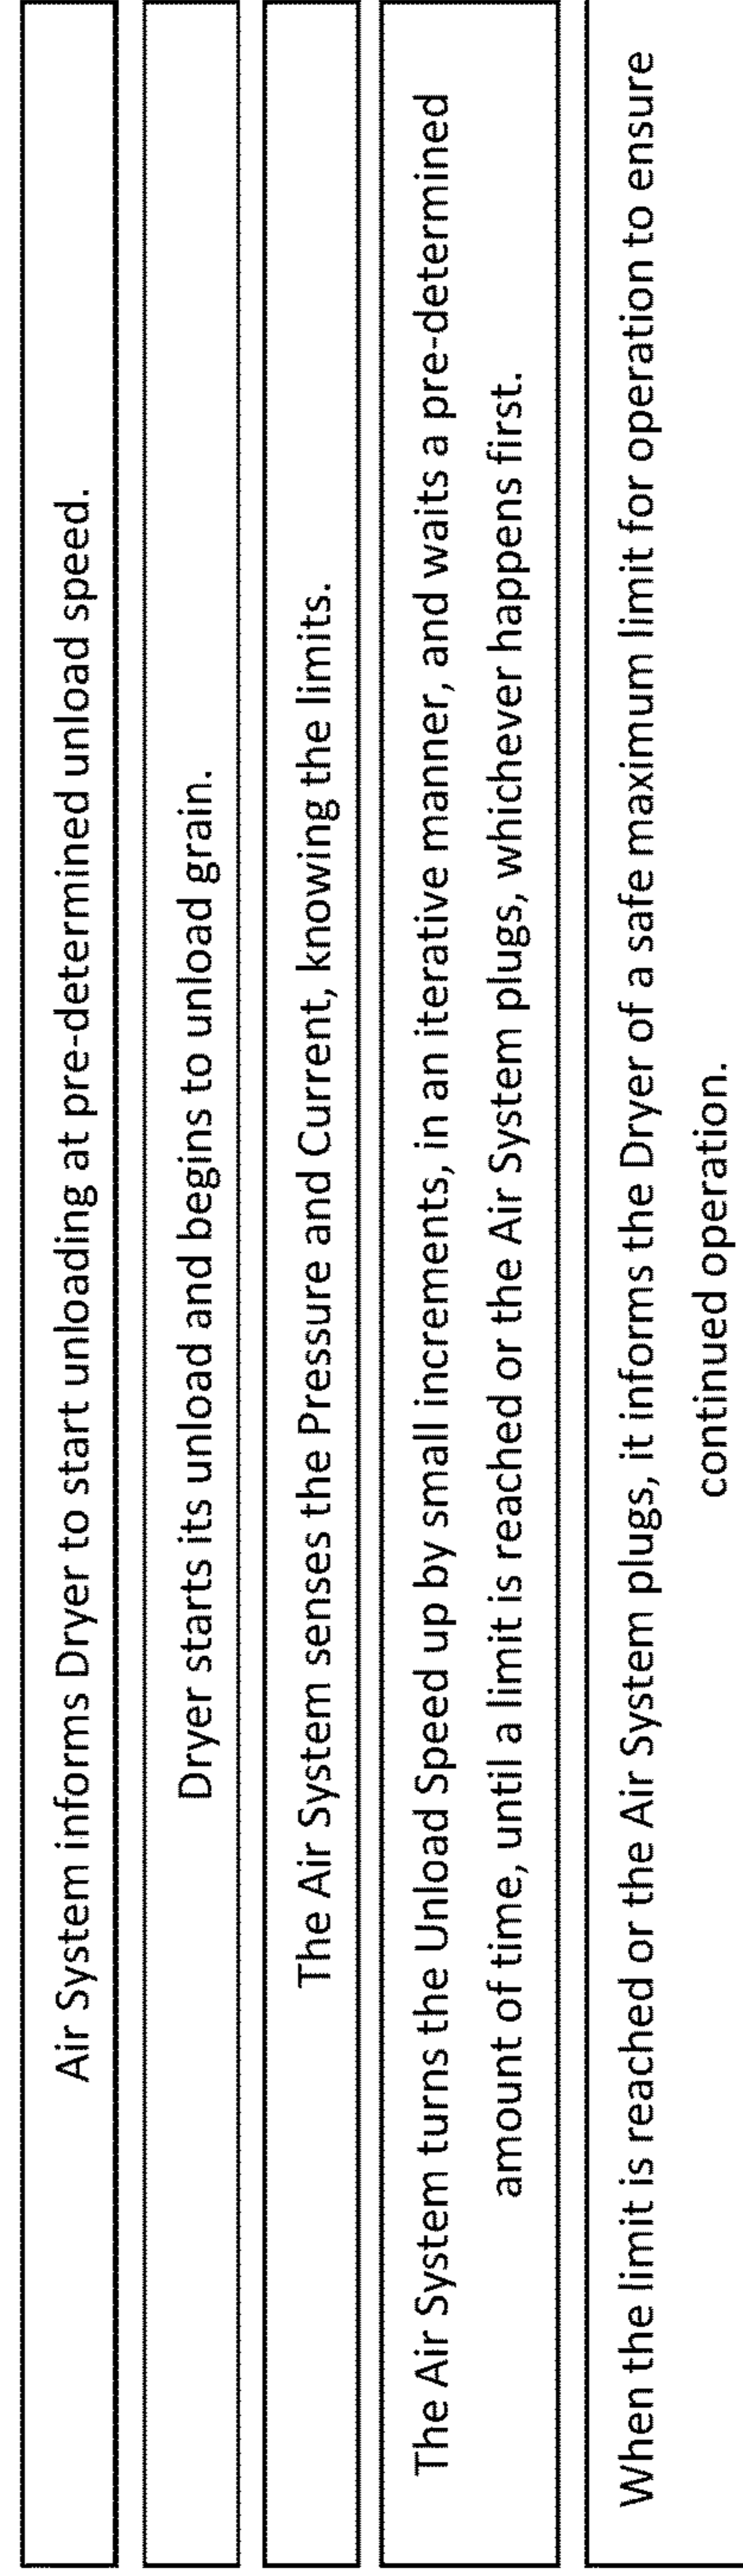 Air System informs Dryer to start unloading at pre-determined unload speed.
Dryer starts its unload and begins to unload grain.
The Air System senses the Pressure and Current, knowing the limits.
The Air System turns the Unload Speed up by small increments, in an iterative manner, and waits a pre-determined
amount of time, until a limit is reached or the Air System plugs, whichever happens first.
When the limit is reached or the Air System plugs, it informs the Dryer of a safe maximum limit for operation to ensure
continued operation.